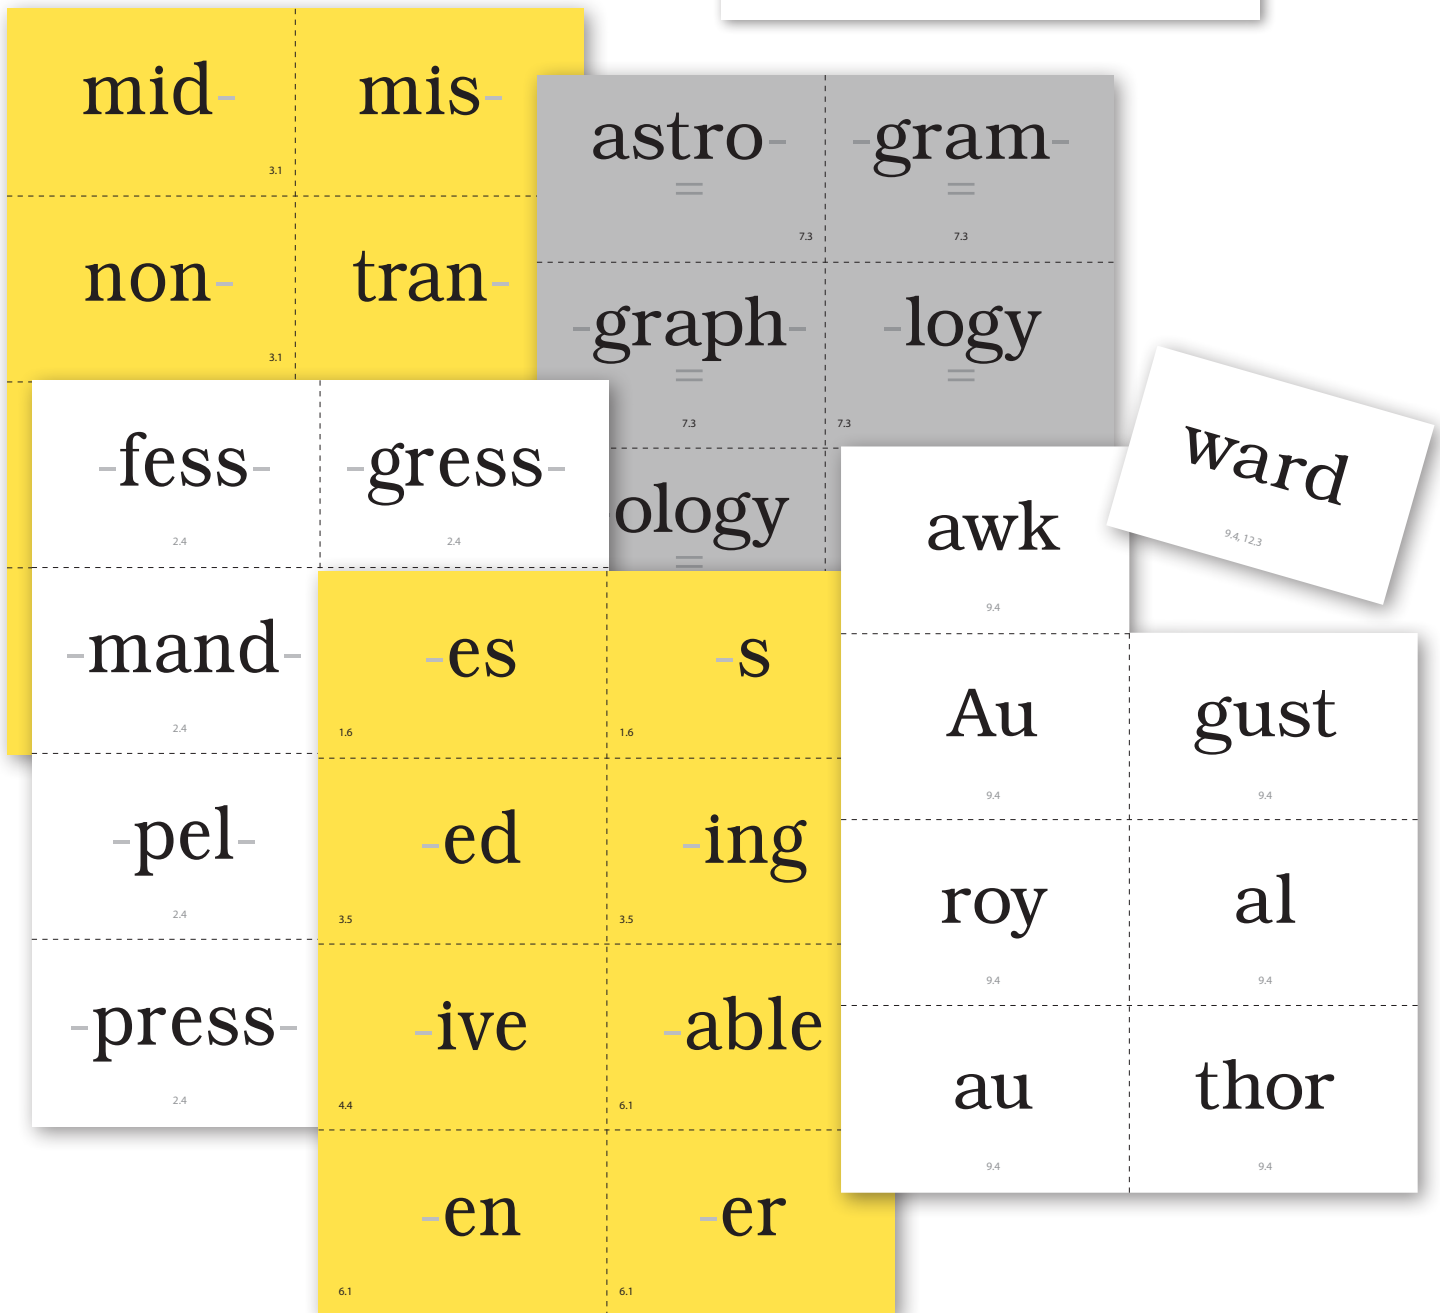 mid- mis-
3.1
non- tran-
3.1
astro- -gram-
7.3 7.3
-graph- -logy
7.3 7.3
ology
-fess- -gress-
2.4 2.4
-mand-
2.4
-pel-
2.4
-press-
2.4
-es -s
1.6 1.6
-ed -ing
3.5 3.5
-ive -able
4.4 6.1
-en -er
6.1 6.1
awk
9.4
ward
9.4, 12.3
Au gust
9.4 9.4
roy al
9.4 9.4
au thor
9.4 9.4